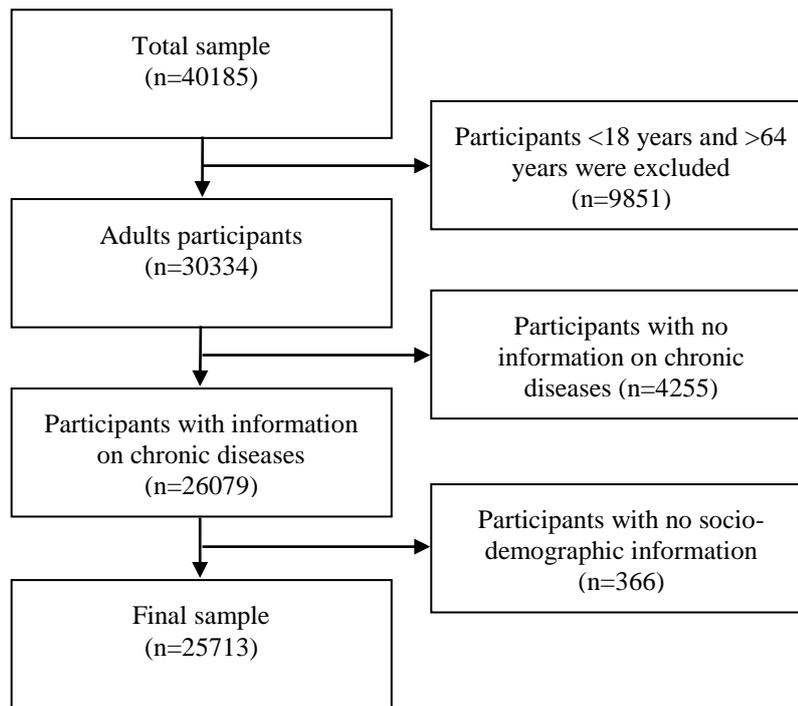 Total sample
(n=40185)
Participants <18 years and >64
years were excluded
(n=9851)
Adults participants
(n=30334)
Participants with no
information on chronic
diseases (n=4255)
Participants with information
on chronic diseases
(n=26079)
Participants with no socio-
demographic information
(n=366)
Final sample
(n=25713)